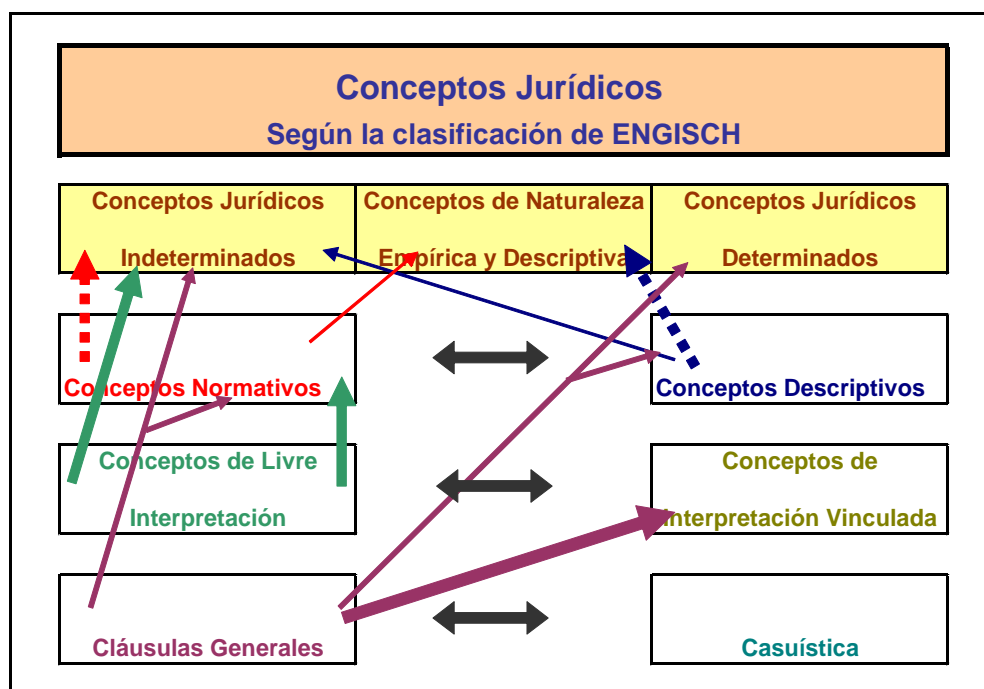 Conceptos Jurídicos
Según la clasificación de ENGISCH
Conceptos Jurídicos
Indeterminados
Conceptos de Naturaleza
Empírica y Descriptiva
Conceptos Jurídicos
Determinados
Conceptos Normativos
Conceptos Descriptivos
Conceptos de Livre
Interpretación
Conceptos de
Interpretación Vinculada
Cláusulas Generales
Casuística